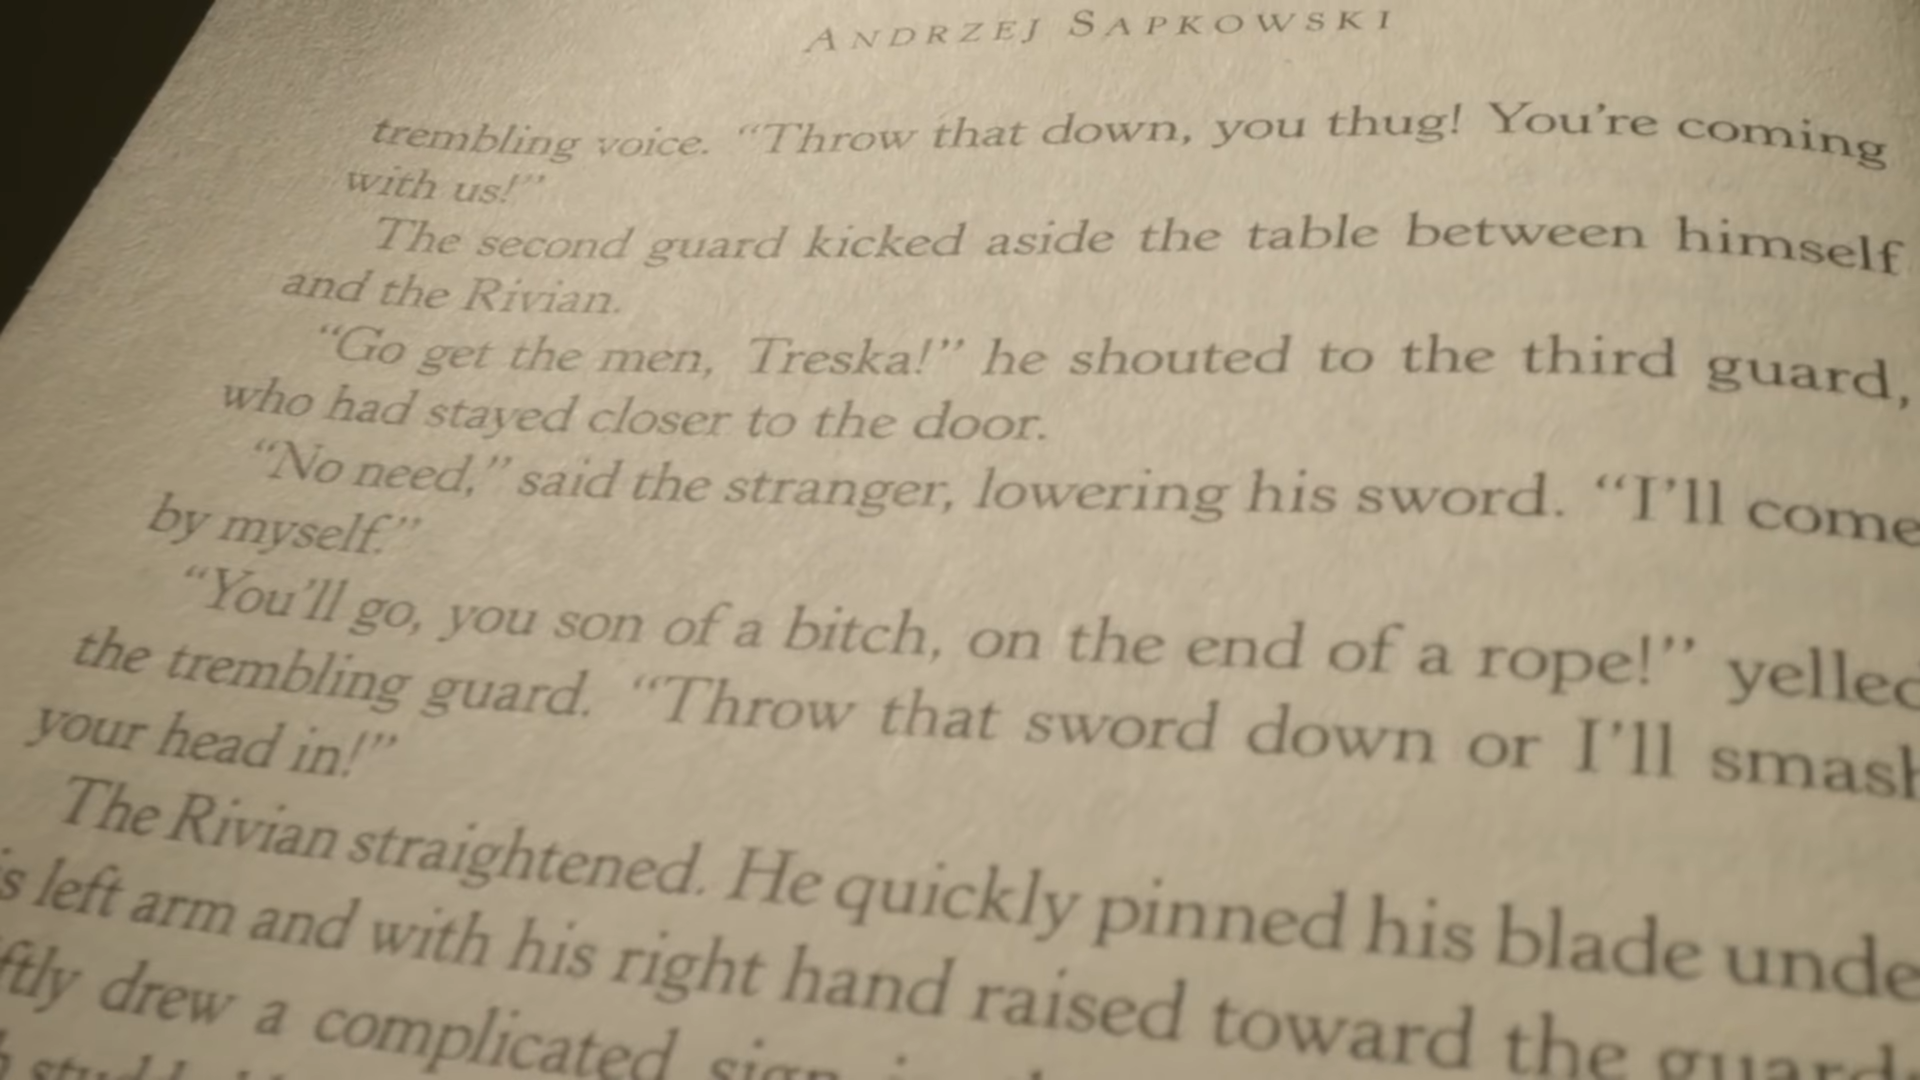 ANDRZEJ SAPKOWSKI
trembling voice. “Throw that down, you thug! You’re coming
with us!”
The second guard kicked aside the table between himself
and the Rivian.
“Go get the men, Treska!” he shouted to the third guard,
who had stayed closer to the door.
“No need,” said the stranger, lowering his sword. “I’ll come
by myself.”
“You’ll go, you son of a bitch, on the end of a rope!” yelled
the trembling guard. “Throw that sword down or I’ll smash
your head in!”
The Rivian straightened. He quickly pinned his blade unde
is left arm and with his right hand raised toward the guards
ftly drew a complicated sign